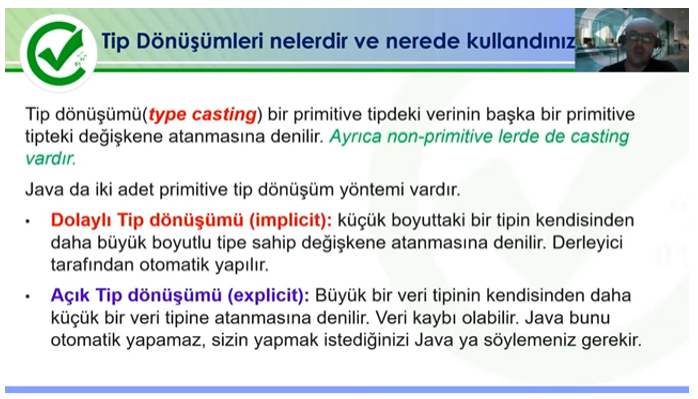 Tip Dönüşümleri nelerdir ve nerede kullandınız
Tip dönüşümü(type casting) bir primitive tipdeki verinin başka bir primitive
tipteki değişkene atanmasına denilir. Ayrıca non-primitive lerde de casting
vardır.
Java da iki adet primitive tip dönüşüm yöntemi vardır.
• Dolaylı Tip dönüşümü (implicit): küçük boyuttaki bir tipin kendisinden
daha büyük boyutlu tipe sahip değişkene atanmasına denilir. Derleyici
tarafından otomatik yapılır.
• Açık Tip dönüşümü (explicit): Büyük bir veri tipinin kendisinden daha
küçük bir veri tipine atanmasına denilir. Veri kaybı olabilir. Java bunu
otomatik yapamaz, sizin yapmak istediğinizi Java ya söylemeniz gerekir.